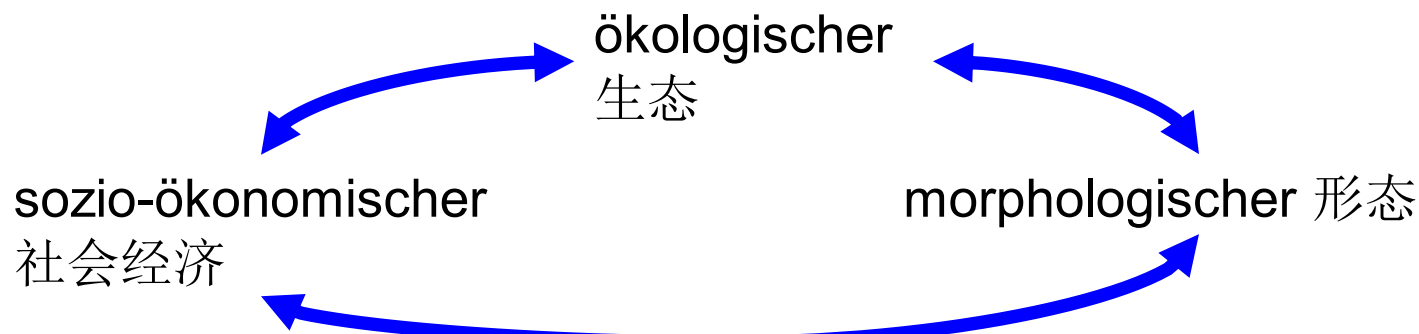 ökologischer
生态
sozio-ökonomischer
社会经济
morphologischer 形态